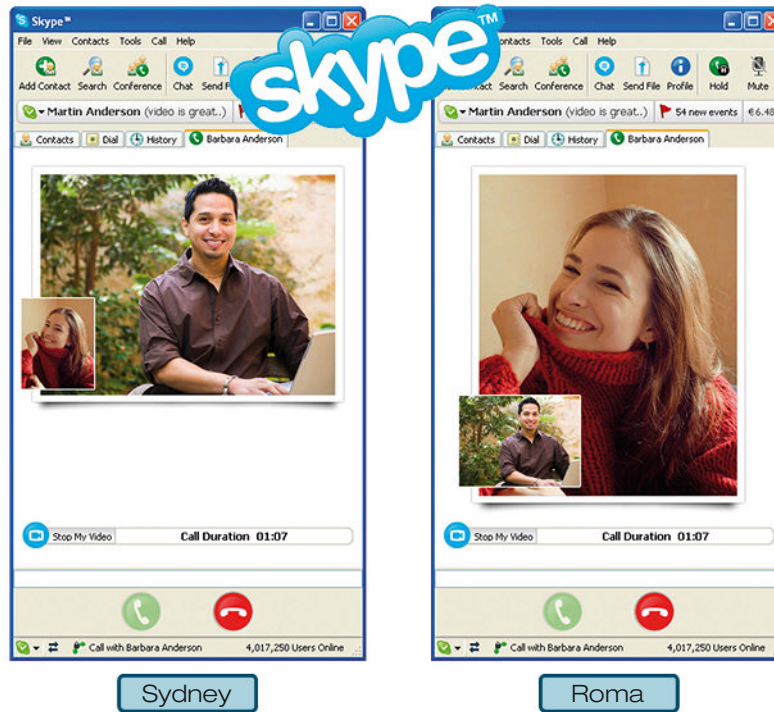 Skype™
File View Contacts Tools Call Help
Add Contact Search Conference Chat Send F
Martin Anderson (video is great..)
Contacts Dial History Barbara Anderson
Stop My Video Call Duration 01:07
Call with Barbara Anderson 4,017,250 Users Online
Sydney
skype™
ontacts Tools Call Help
ntact Search Conference Chat Send File Profile Hold Mute
Martin Anderson (video is great..) 54 new events €6.48
Contacts Dial History Barbara Anderson
Stop My Video Call Duration 01:07
Call with Barbara Anderson 4,017,250 Users Online
Roma